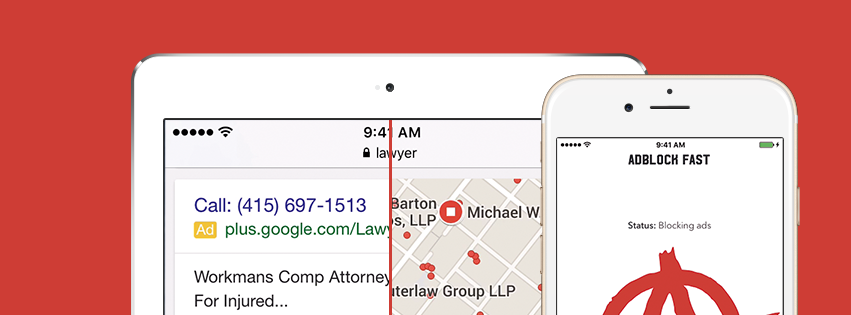 9:41 AM
lawyer
Call: (415) 697-1513
Ad plus.google.com/Lawy
Workmans Comp Attorney
For Injured...
Barton
os, LLP
Michael W
uterlaw Group LLP
9:41 AM
ADBLOCK FAST
Status: Blocking ads